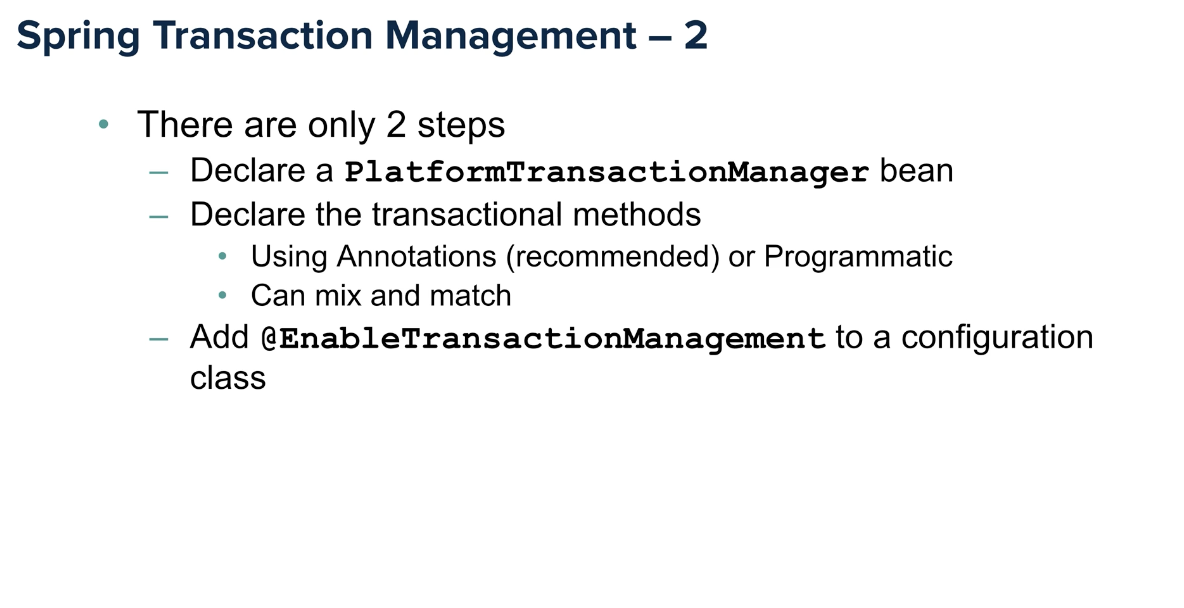 Spring Transaction Management – 2
• There are only 2 steps
– Declare a PlatformTransactionManager bean
– Declare the transactional methods
• Using Annotations (recommended) or Programmatic
• Can mix and match
– Add @EnableTransactionManagement to a configuration
class